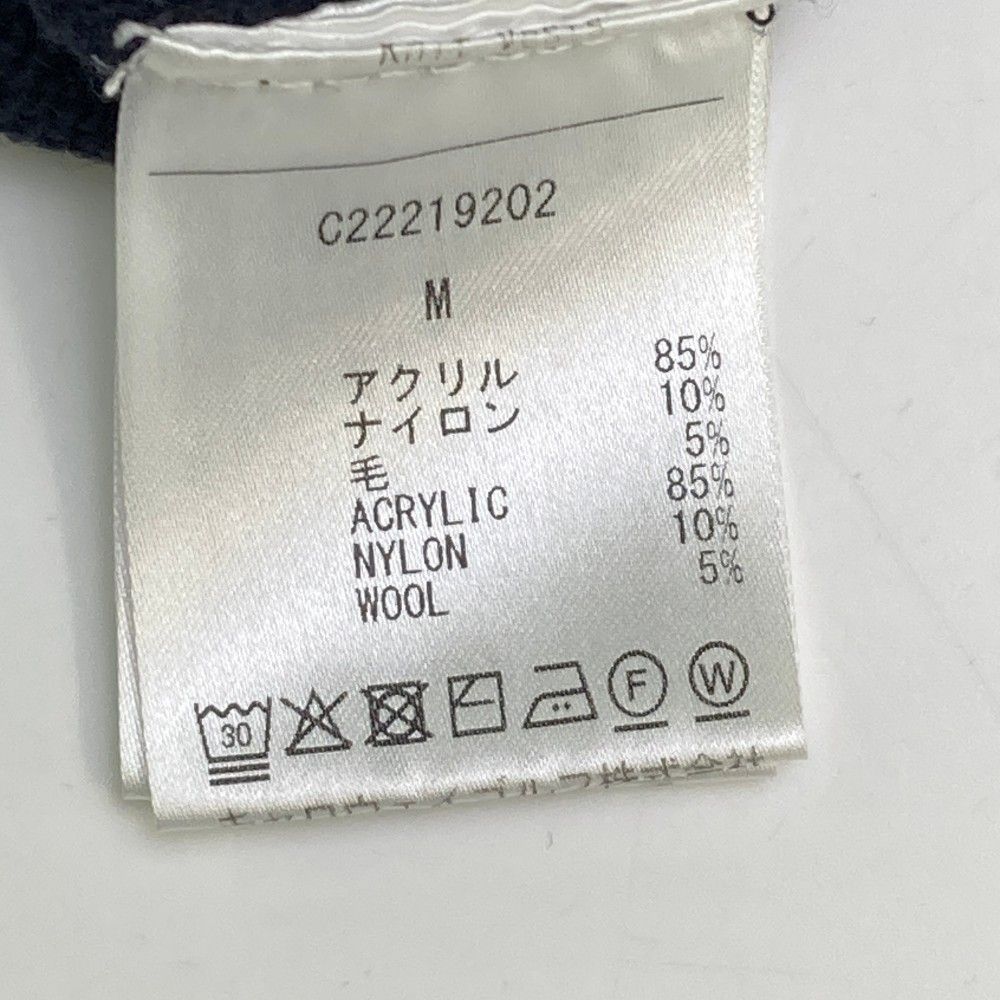 C22219202
M
アクリル 85%
ナイロン 10%
毛 5%
ACRYLIC 85%
NYLON 10%
WOOL 5%
30 F W